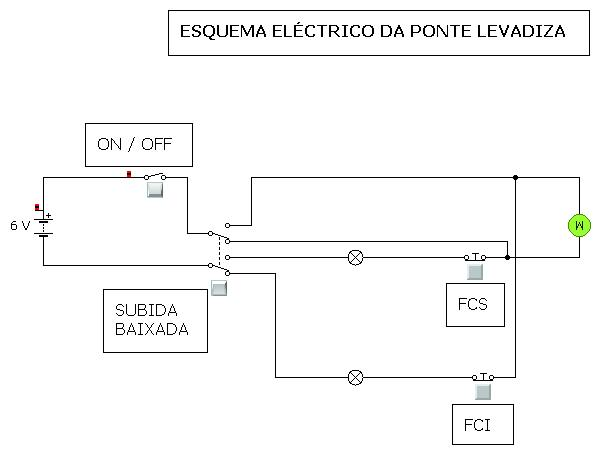 ESQUEMA ELÉCTRICO DA PONTE LEVADIZA
ON / OFF
+
6 V
M
SUBIDA
BAIXADA
FCS
FCI